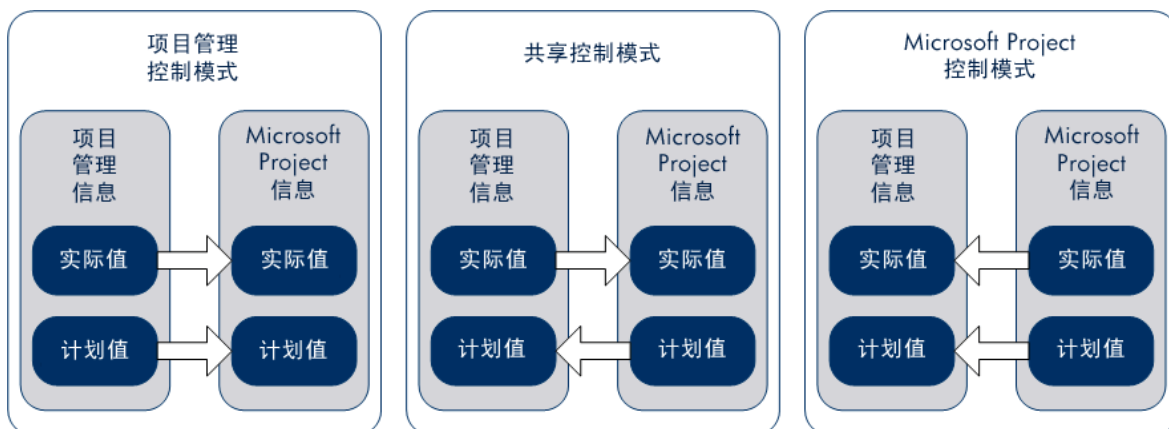 项目管理
控制模式
项目
管理
信息
Microsoft
Project
信息
实际值
实际值
计划值
计划值
共享控制模式
项目
管理
信息
Microsoft
Project
信息
实际值
实际值
计划值
计划值
Microsoft Project
控制模式
项目
管理
信息
Microsoft
Project
信息
实际值
实际值
计划值
计划值